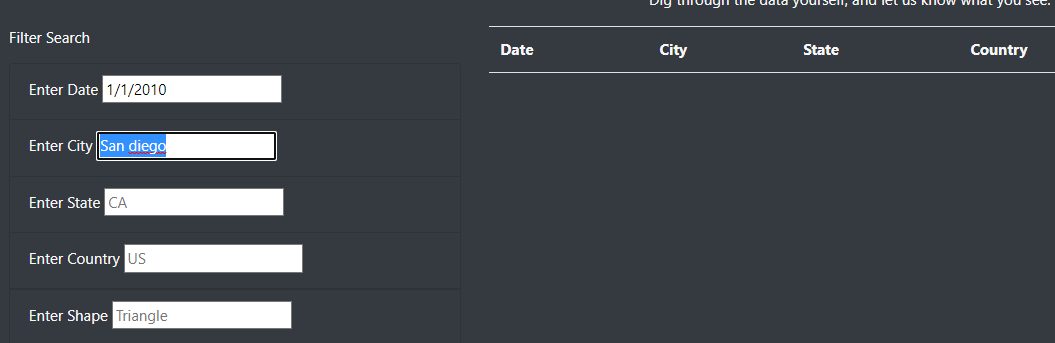 Dig through the data yourself, and let us know what you see.
Filter Search
Date City State Country
Enter Date 1/1/2010
Enter City San diego
Enter State CA
Enter Country US
Enter Shape Triangle